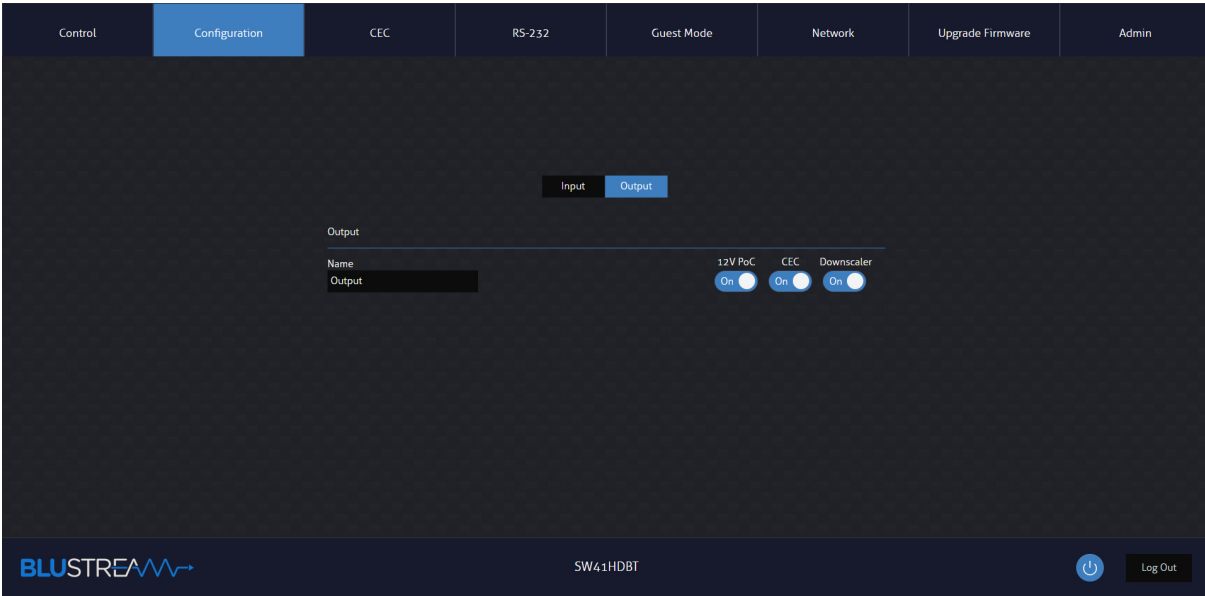 Control Configuration CEC RS-232 Guest Mode Network Upgrade Firmware Admin
Input Output
Output
Name 12V PoC CEC Downscaler
Output On On On
BLUSTREAM SW41HDBT Log Out